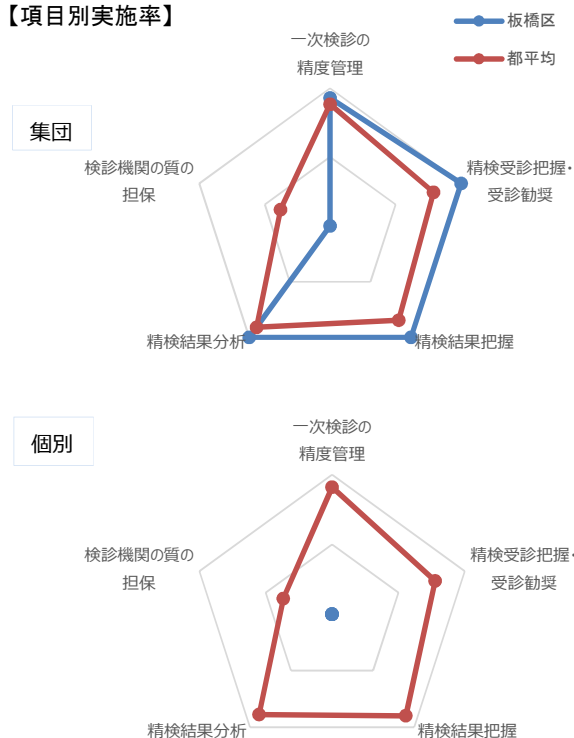 【項目別実施率】
板橋区
都平均
集団
一次検診の
精度管理
精検受診把握・
受診勧奨
精検結果把握
精検結果分析
検診機関の質の
担保
個別
一次検診の
精度管理
精検受診把握・
受診勧奨
精検結果把握
精検結果分析
検診機関の質の
担保